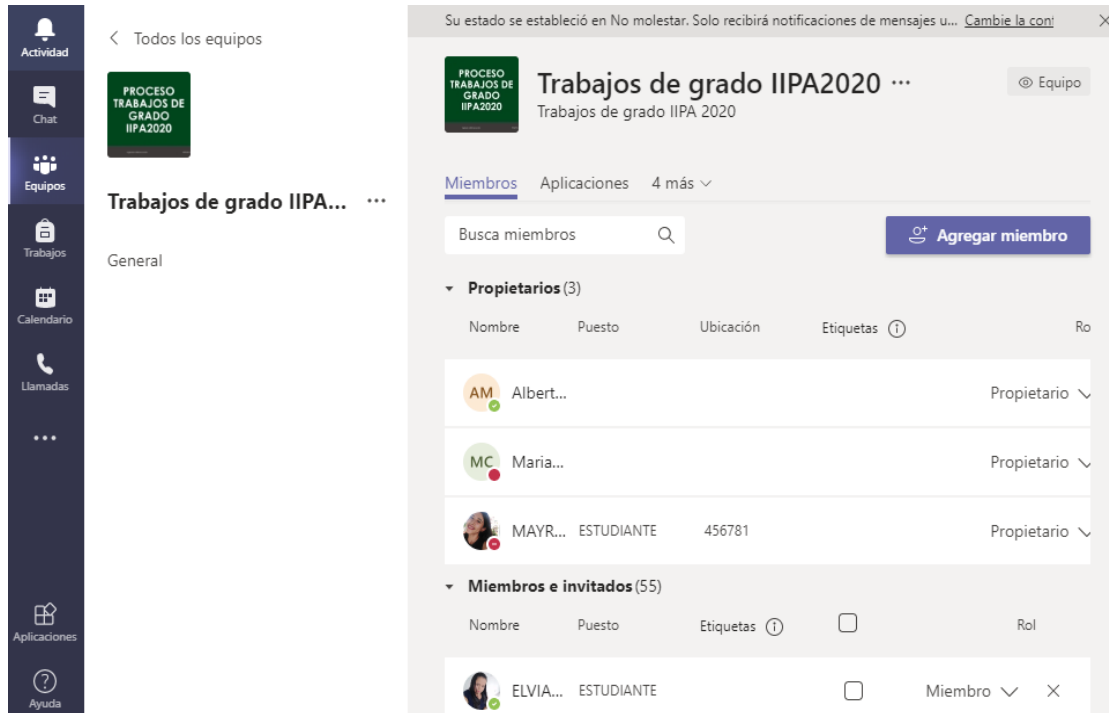 Actividad
Chat
Equipos
Trabajos
Calendario
Llamadas
Aplicaciones
Ayuda
Todos los equipos
PROCESO
TRABAJOS DE
GRADO
IIPA2020
Trabajos de grado IIPA... ...
General
Su estado se estableció en No molestar. Solo recibirá notificaciones de mensajes u... Cambie la con
PROCESO
TRABAJOS DE
GRADO
IIPA2020
Trabajos de grado IIPA2020 ...
Trabajos de grado IIPA 2020
Equipo
Miembros Aplicaciones 4 más
Busca miembros
Agregar miembro
Propietarios (3)
Nombre Puesto Ubicación Etiquetas Ro
AM Albert... Propietario
MC Maria... Propietario
MAYR... ESTUDIANTE 456781 Propietario
Miembros e invitados (55)
Nombre Puesto Etiquetas Rol
ELVIA... ESTUDIANTE Miembro